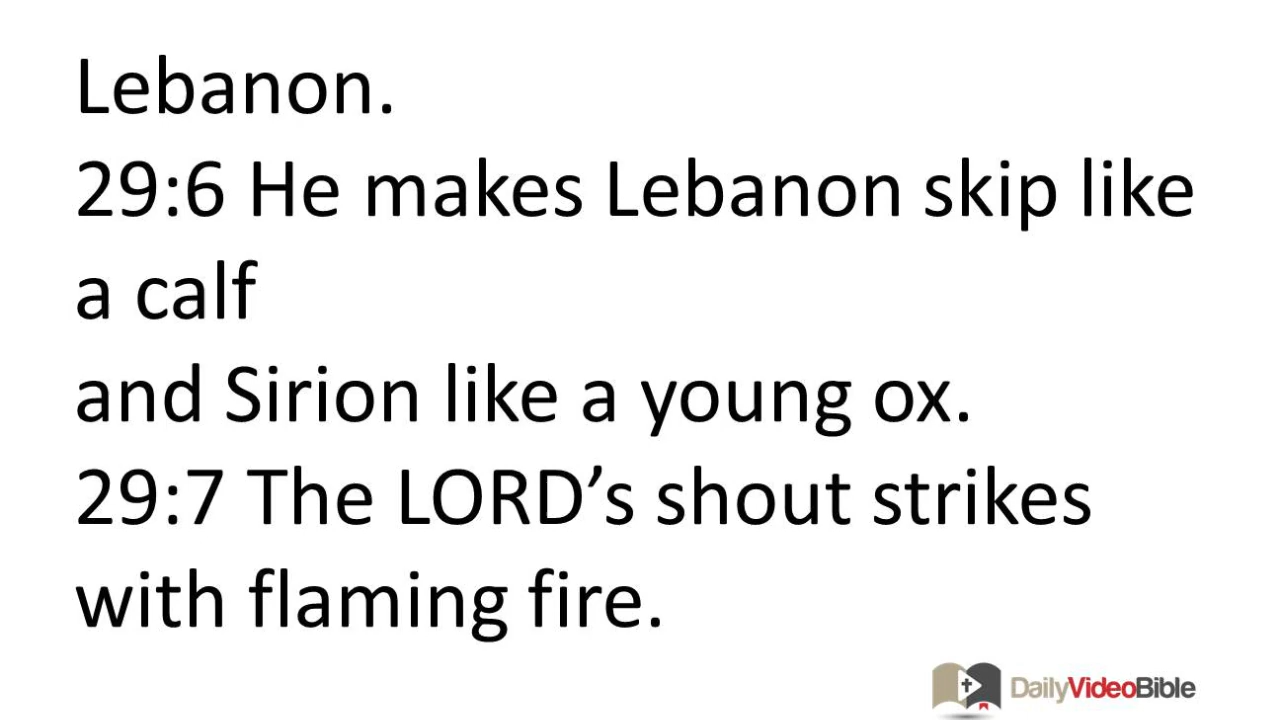 Lebanon.
29:6 He makes Lebanon skip like
a calf
and Sirion like a young ox.
29:7 The LORD’s shout strikes
with flaming fire.
DailyVideoBible